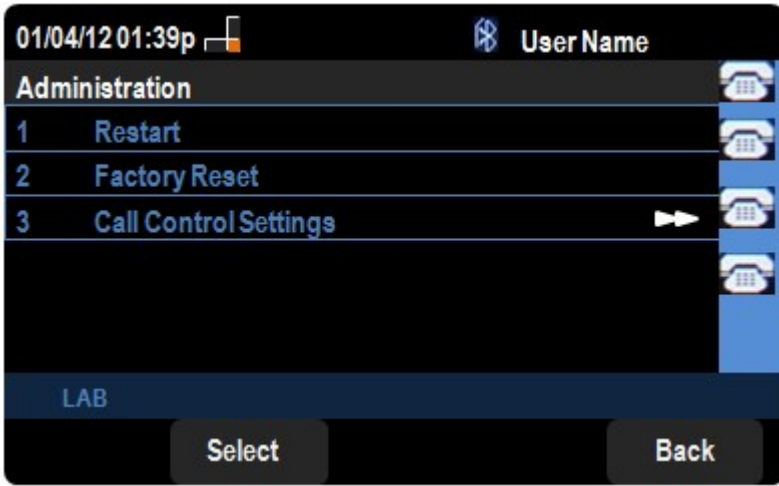 01/04/12 01:39p User Name
Administration
1 Restart
2 Factory Reset
3 Call Control Settings
LAB
Select Back